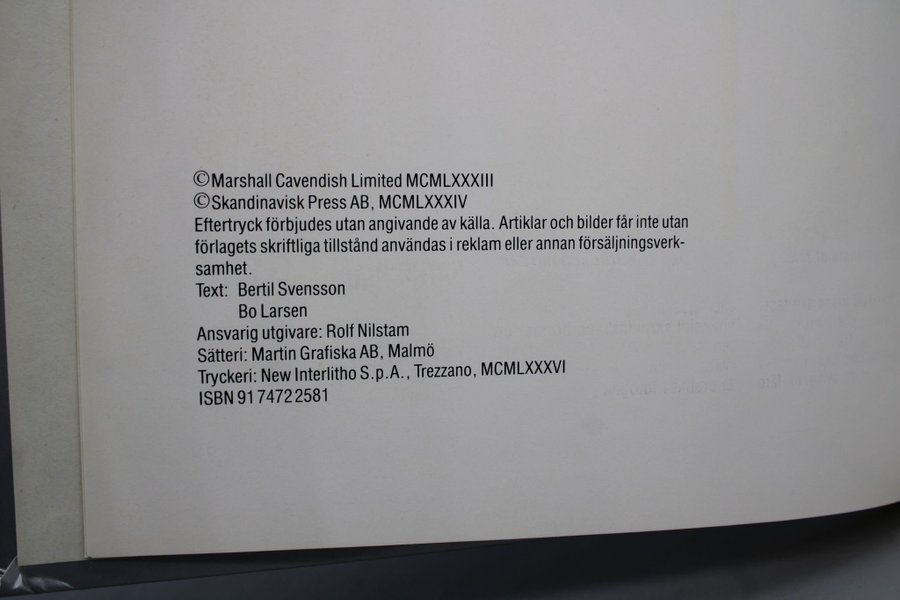 ©Marshall Cavendish Limited MCMLXXXIII
©Skandinavisk Press AB, MCMLXXXIV
Eftertryck förbjudes utan angivande av källa. Artiklar och bilder får inte utan
förlagets skriftliga tillstånd användas i reklam eller annan försäljningsverk-
samhet.
Text: Bertil Svensson
Bo Larsen
Ansvarig utgivare: Rolf Nilstam
Sätteri: Martin Grafiska AB, Malmö
Tryckeri: New Interlitho S.p.A., Trezzano, MCMLXXXVI
ISBN 91 7472 2581